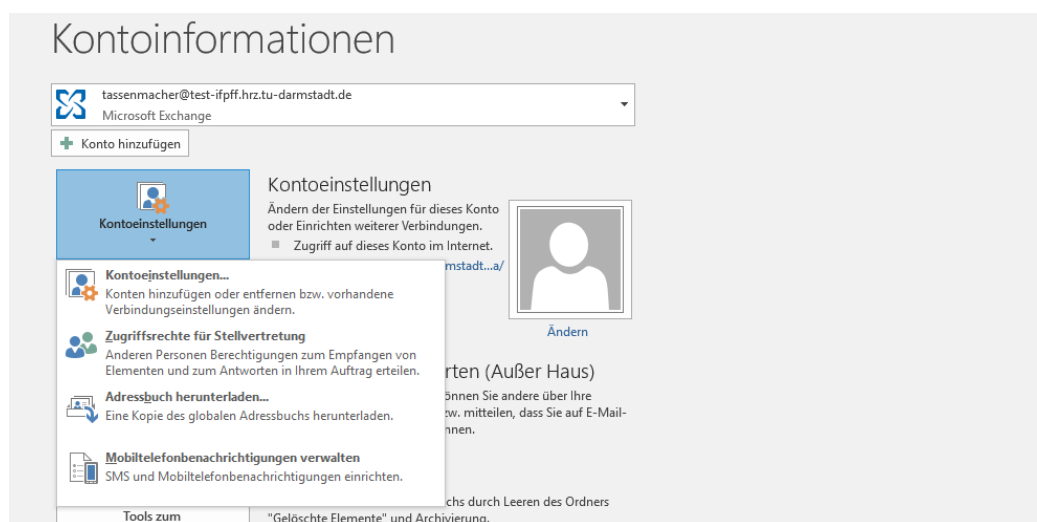 Kontoinformationen
tassenmacher@test-ifpff.hrz.tu-darmstadt.de
Microsoft Exchange
Konto hinzufügen
Kontoeinstellungen
Kontoeinstellungen
Ändern der Einstellungen für dieses Konto
oder Einrichten weiterer Verbindungen.
Zugriff auf dieses Konto im Internet.
mstadt...a/
Ändern
Kontoeinstellungen...
Konten hinzufügen oder entfernen bzw. vorhandene
Verbindungseinstellungen ändern.
Zugriffsrechte für Stellvertretung
Anderen Personen Berechtigungen zum Empfangen von
Elementen und zum Antworten in Ihrem Auftrag erteilen.
Adressbuch herunterladen...
Eine Kopie des globalen Adressbuchs herunterladen.
Mobiltelefonbenachrichtigungen verwalten
SMS und Mobiltelefonbenachrichtigungen einrichten.
rten (Außer Haus)
önnen Sie andere über Ihre
zw. mitteilen, dass Sie auf E-Mail-
nnen.
chs durch Leeren des Ordners
"Gelöschte Elemente" und Archivierung.
Tools zum